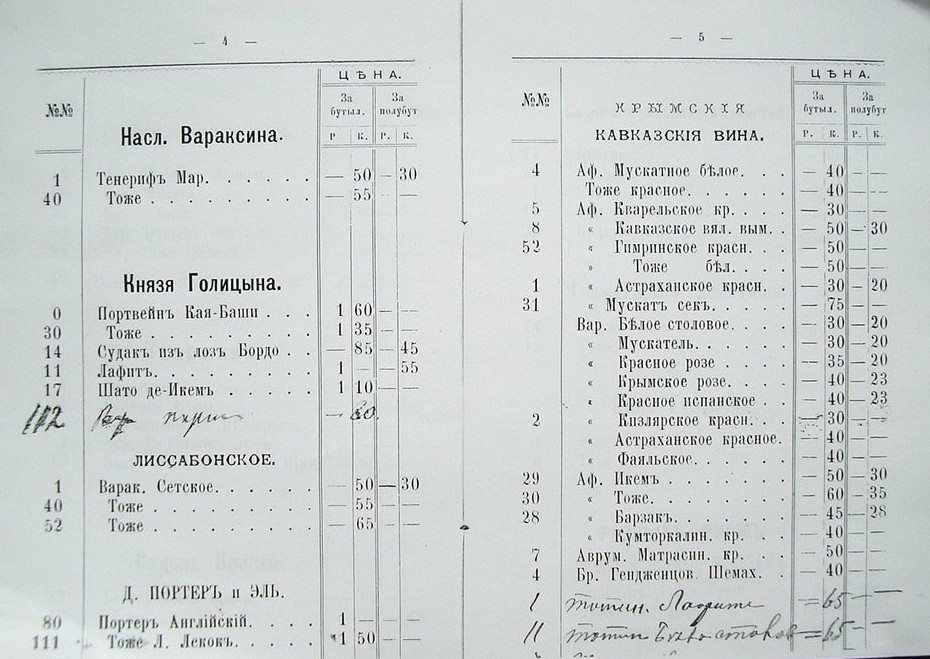 — 4 —
ЦѢНА.
№№ За бутыл. За полубут
Насл. Вараксина. Р. К. Р. К.
1 Тенерифъ Мар. . . . . . — 50 — 30
40 Тоже . . . . . . . . . — 55 — —
Князя Голицына.
0 Портвейнъ Кая-Баши . . . 1 60 — —
30 Тоже . . . . . . . . . 1 35 — —
14 Судакъ изъ лозъ Бордо . . — 85 — 45
11 Лафитъ. . . . . . . . . 1 — — 55
17 Шато де-Икемъ . . . . . 1 10 — —
112 — 80
ЛИССАБОНСКОЕ.
1 Варак. Сетское. . . . . . — 50 — 30
40 Тоже . . . . . . . . . — 55 — —
52 Тоже . . . . . . . . . — 65 — —
Д. ПОРТЕРЪ и ЭЛЬ.
80 Портеръ Англійскій. . . . 1 —
111 Тоже Л. Лекокъ. . . . . 1 50 — —
— 5 —
ЦѢНА.
№№ КРЫМСКІЯ За бутыл. За полубут
КАВКАЗСКІЯ ВИНА. Р. К. Р. К.
4 Аф. Мускатное бѣлое. . . — 40 — —
Тоже красное. . . . . . — 40 — —
5 Аф. Кварельское кр. . . . — 30 — —
8 « Кавказское вял. вым. . — 50 — 30
52 « Гимринское красн. . . — 50 — —
» Тоже бѣл. . . . — 50 — —
1 « Астраханское красн. . — 30 — 20
31 « Мускатъ секъ. . . . . — 75 — —
Вар. Бѣлое столовое. . . . — 30 — 20
« Мускатель. . . . . . — 30 — 20
« Красное розе . . . . — 35 — 20
« Крымское розе. . . . — 40 — 23
« Красное испанское . . — 40 — 23
2 « Кизлярское красн. . . — 30 — —
« Астраханское красное. — 40 — —
« Фаяльское. . . . . . — 40 — —
29 Аф. Икемъ . . . . . . . — 50 — 30
30 « Тоже. . . . . . . . — 60 — 35
28 « Барзакъ. . . . . . . — 45 — 28
« Кумторкалин. кр. . . — 40 — —
7 Аврум. Матрасин. кр. . . — 50 — —
4 Бр. Гендженцов. Шемах. . — 40 — —
1 = 65 — —
11 = 65 — —